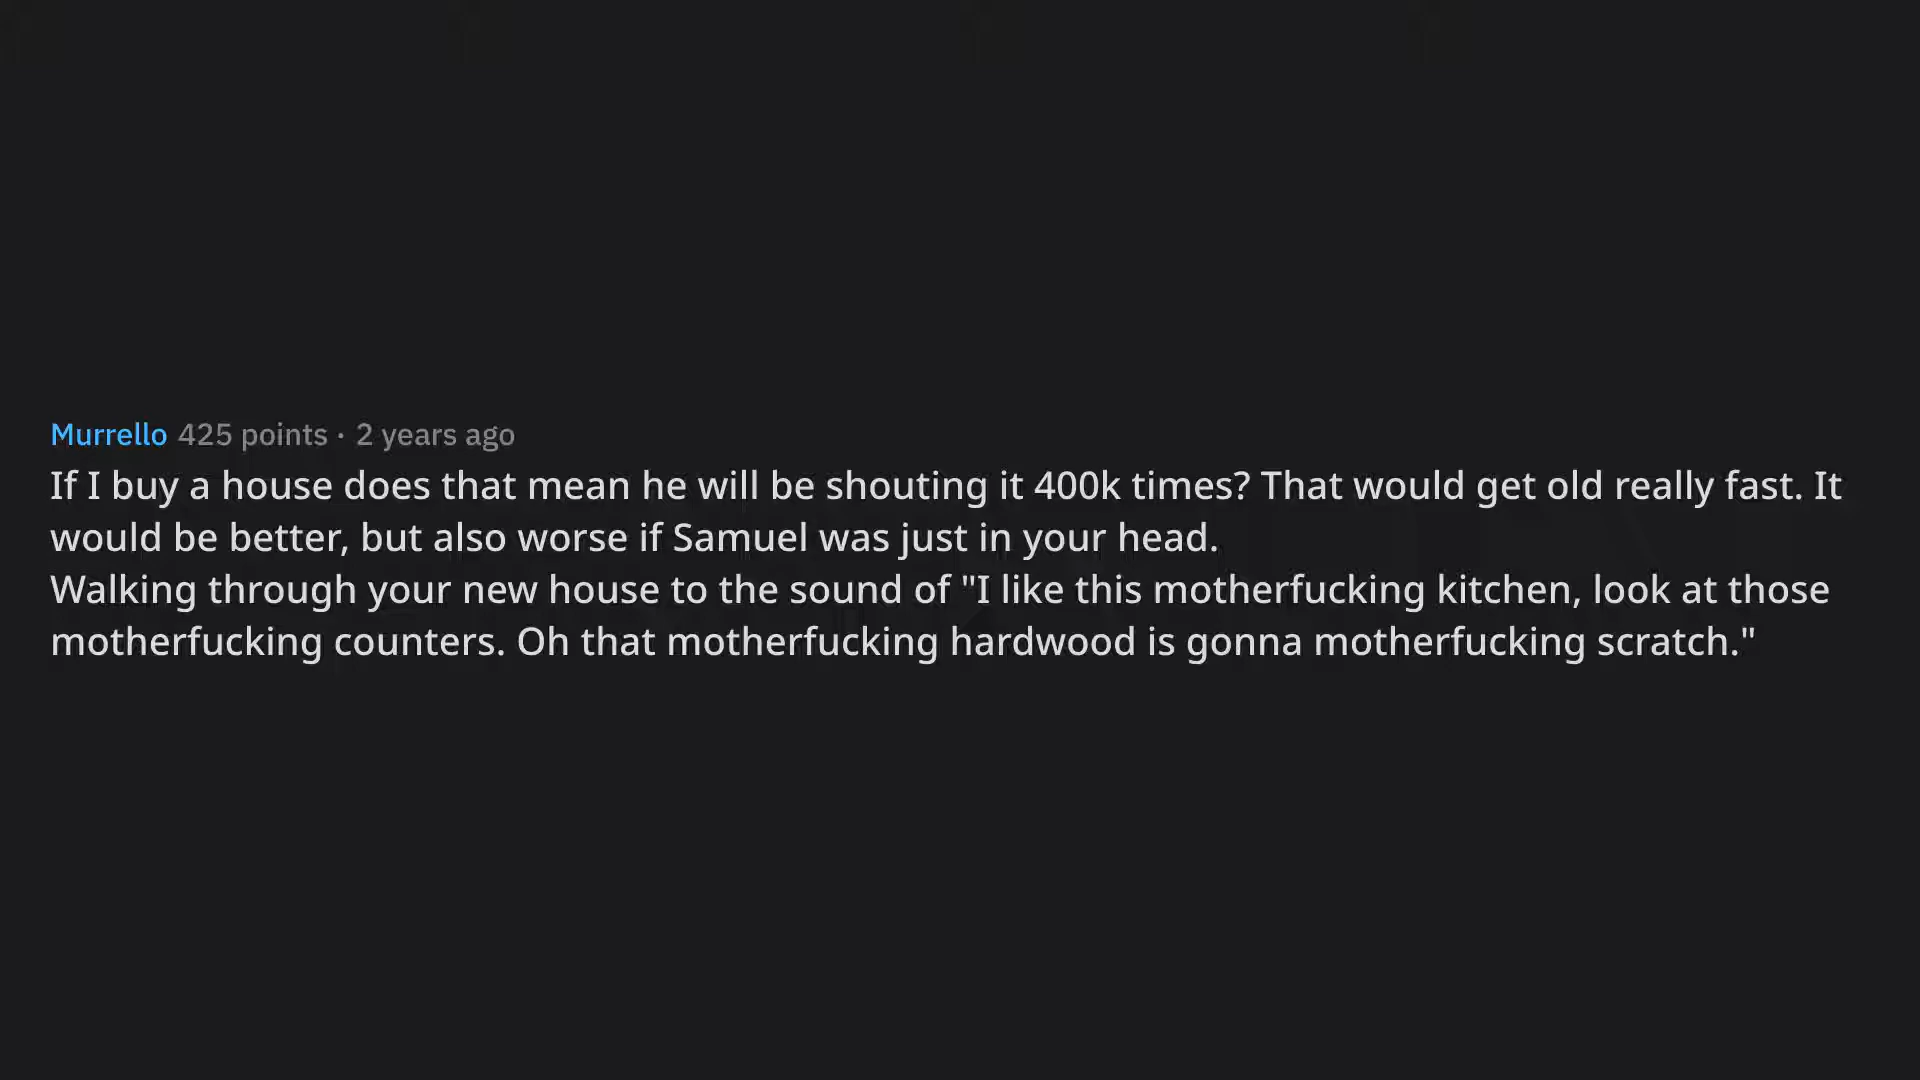 Murrello 425 points · 2 years ago
If I buy a house does that mean he will be shouting it 400k times? That would get old really fast. It
would be better, but also worse if Samuel was just in your head.
Walking through your new house to the sound of "I like this motherfucking kitchen, look at those
motherfucking counters. Oh that motherfucking hardwood is gonna motherfucking scratch."